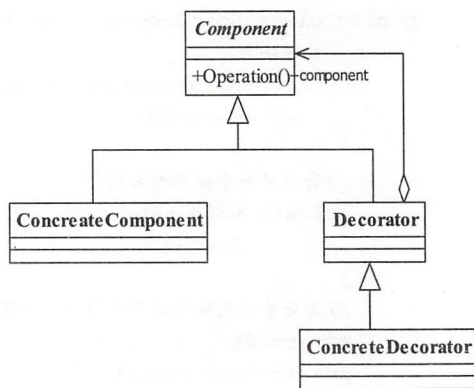 Component
+Operation()
-component
ConcreateComponent
Decorator
ConcreteDecorator